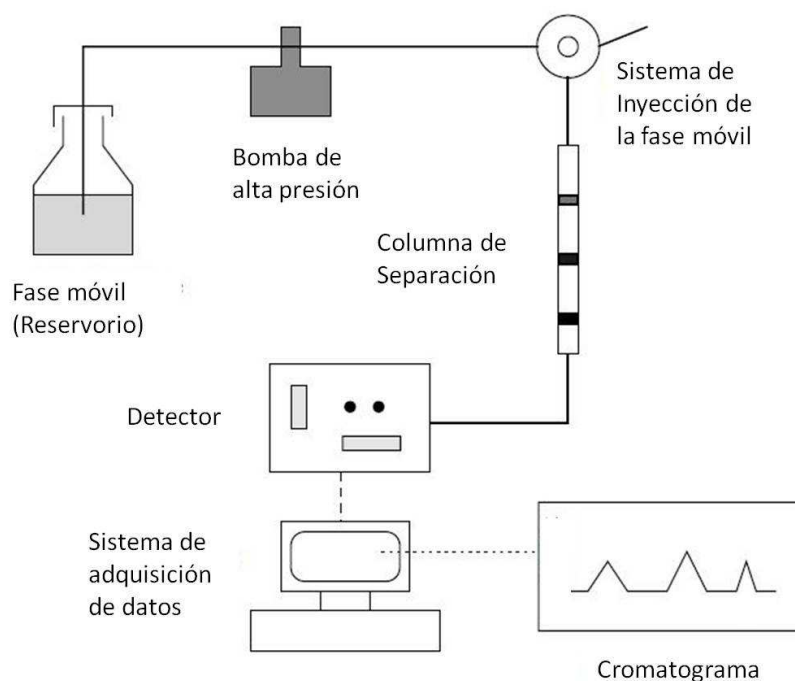 Sistema de
Inyección de
la fase móvil
Bomba de
alta presión
Columna de
Separación
Fase móvil
(Reservorio)
Detector
Sistema de
adquisición
de datos
Cromatograma